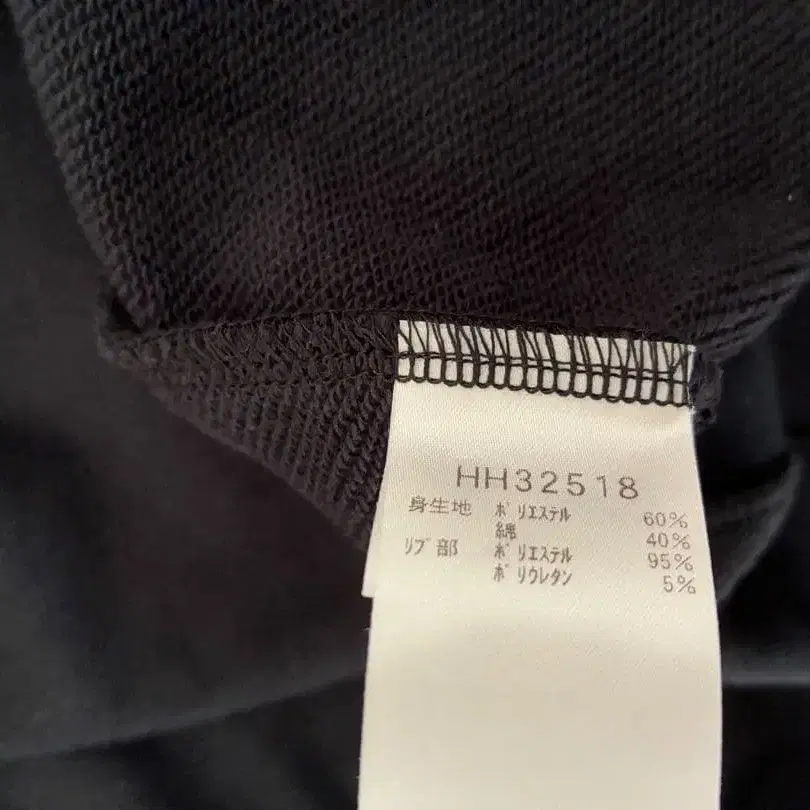 HH32518
身生地 ポリエステル 60%
綿 40%
リブ部 ポリエステル 95%
ポリウレタン 5%